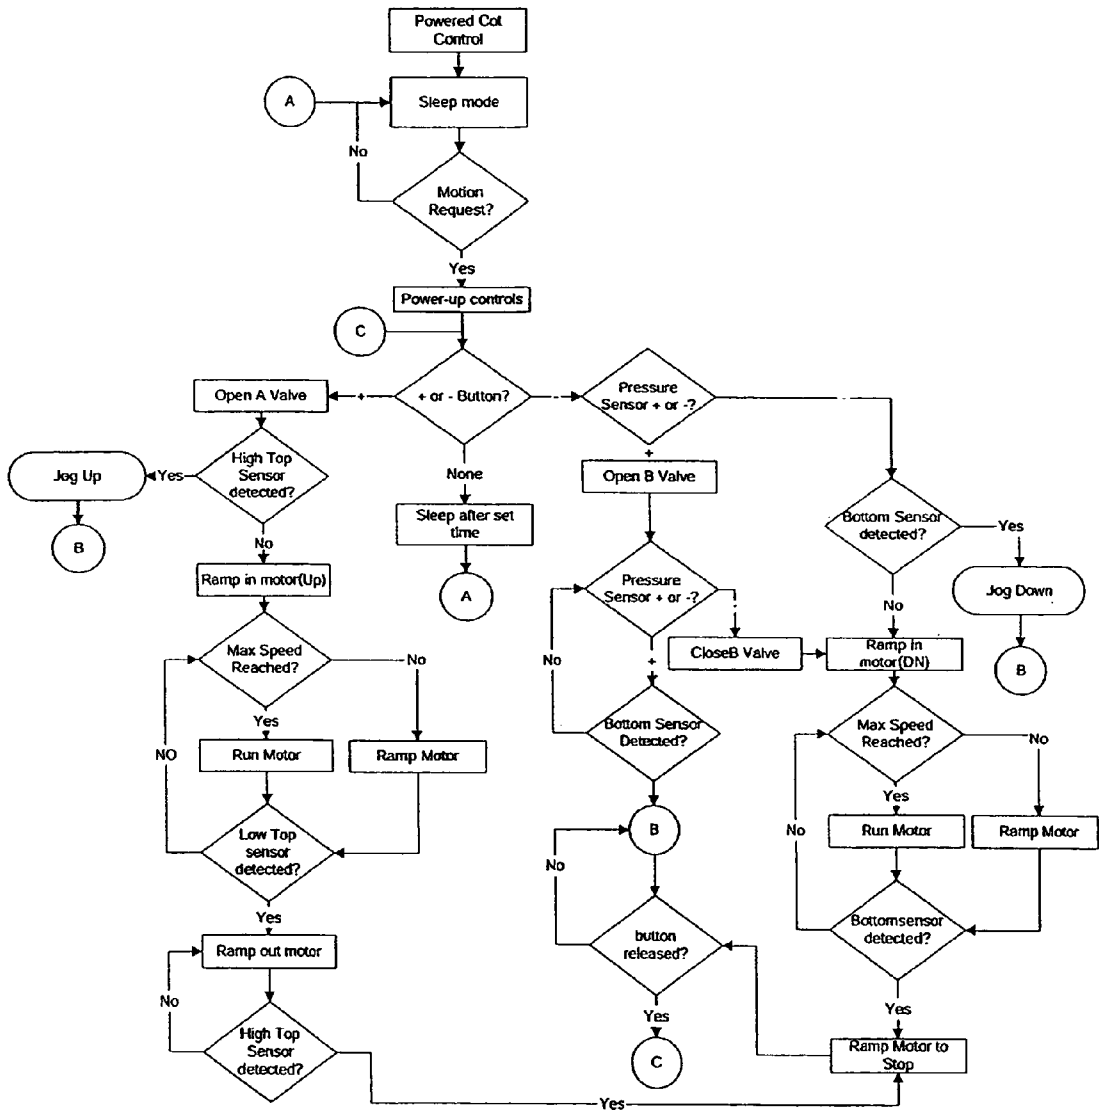 Powered Cot
Control
A
Sleep mode
No
Motion
Request?
Yes
Power-up controls
C
Open A Valve
+
+ or - Button?
-
Pressure
Sensor + or -?
-
High Top
Sensor
detected?
Yes
Jog Up
B
No
None
Sleep after set
time
A
+
Open B Valve
Bottom Sensor
detected?
Yes
Jog Down
B
No
Ramp in motor(Up)
Pressure
Sensor + or -?
-
CloseB Valve
Ramp in
motor(DN)
+
No
Max Speed
Reached?
No
Yes
NO
Run Motor
Ramp Motor
Bottom Sensor
Detected?
Max Speed
Reached?
No
Yes
No
Run Motor
Ramp Motor
Low Top
sensor
detected?
Yes
B
No
button
released?
Yes
C
Bottomsensor
detected?
Yes
Ramp out motor
No
High Top
Sensor
detected?
Ramp Motor to
Stop
Yes